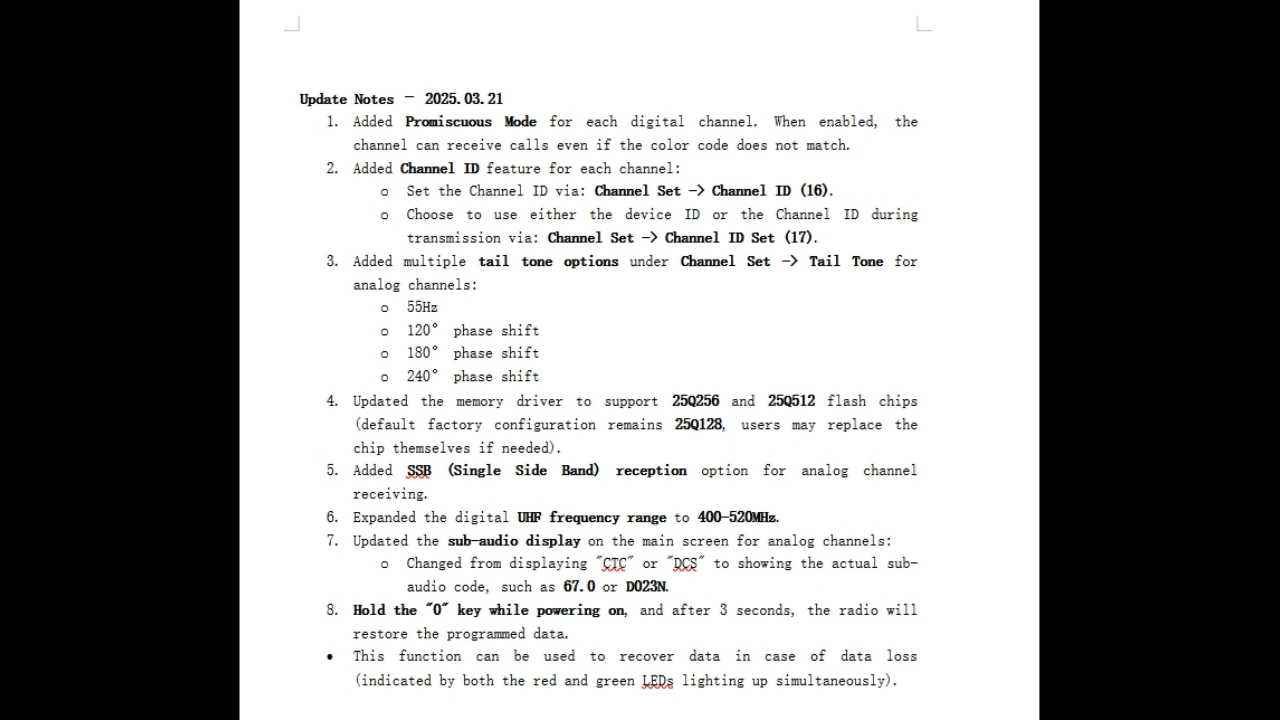 Update Notes – 2025.03.21
1. Added Promiscuous Mode for each digital channel. When enabled, the
channel can receive calls even if the color code does not match.
2. Added Channel ID feature for each channel:
o Set the Channel ID via: Channel Set -> Channel ID (16).
o Choose to use either the device ID or the Channel ID during
transmission via: Channel Set -> Channel ID Set (17).
3. Added multiple tail tone options under Channel Set -> Tail Tone for
analog channels:
o 55Hz
o 120° phase shift
o 180° phase shift
o 240° phase shift
4. Updated the memory driver to support 25Q256 and 25Q512 flash chips
(default factory configuration remains 25Q128, users may replace the
chip themselves if needed).
5. Added SSB (Single Side Band) reception option for analog channel
receiving.
6. Expanded the digital UHF frequency range to 400-520MHz.
7. Updated the sub-audio display on the main screen for analog channels:
o Changed from displaying "CTC" or "DCS" to showing the actual sub-
audio code, such as 67.0 or D023N.
8. Hold the "0" key while powering on, and after 3 seconds, the radio will
restore the programmed data.
• This function can be used to recover data in case of data loss
(indicated by both the red and green LEDs lighting up simultaneously).